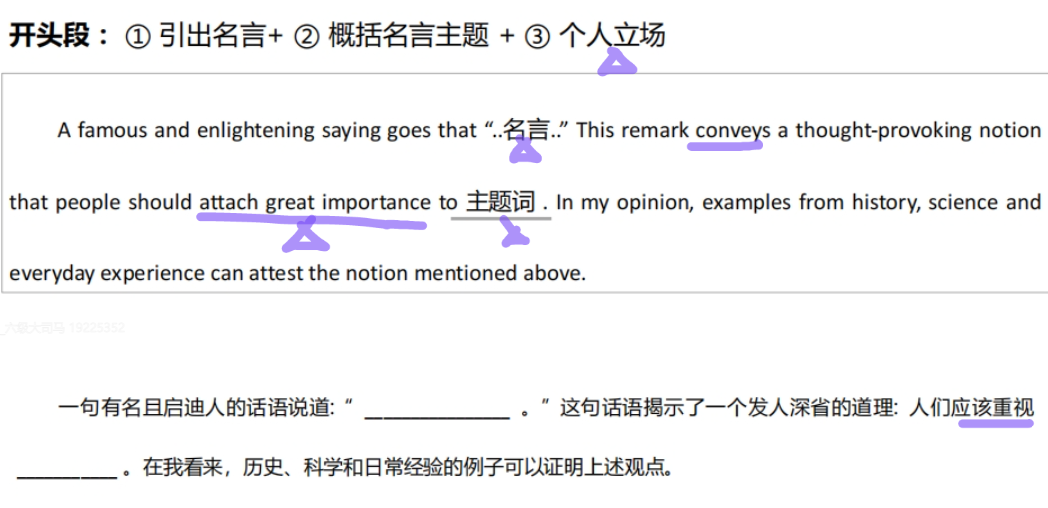 开头段： ① 引出名言+ ② 概括名言主题 + ③ 个人立场
A famous and enlightening saying goes that “..名言..” This remark conveys a thought-provoking notion
that people should attach great importance to 主题词 . In my opinion, examples from history, science and
everyday experience can attest the notion mentioned above.
六级大司马 19225352
一句有名且启迪人的话语说道: “ ______________ 。” 这句话语揭示了一个发人深省的道理: 人们应该重视
__________ 。在我看来，历史、科学和日常经验的例子可以证明上述观点。